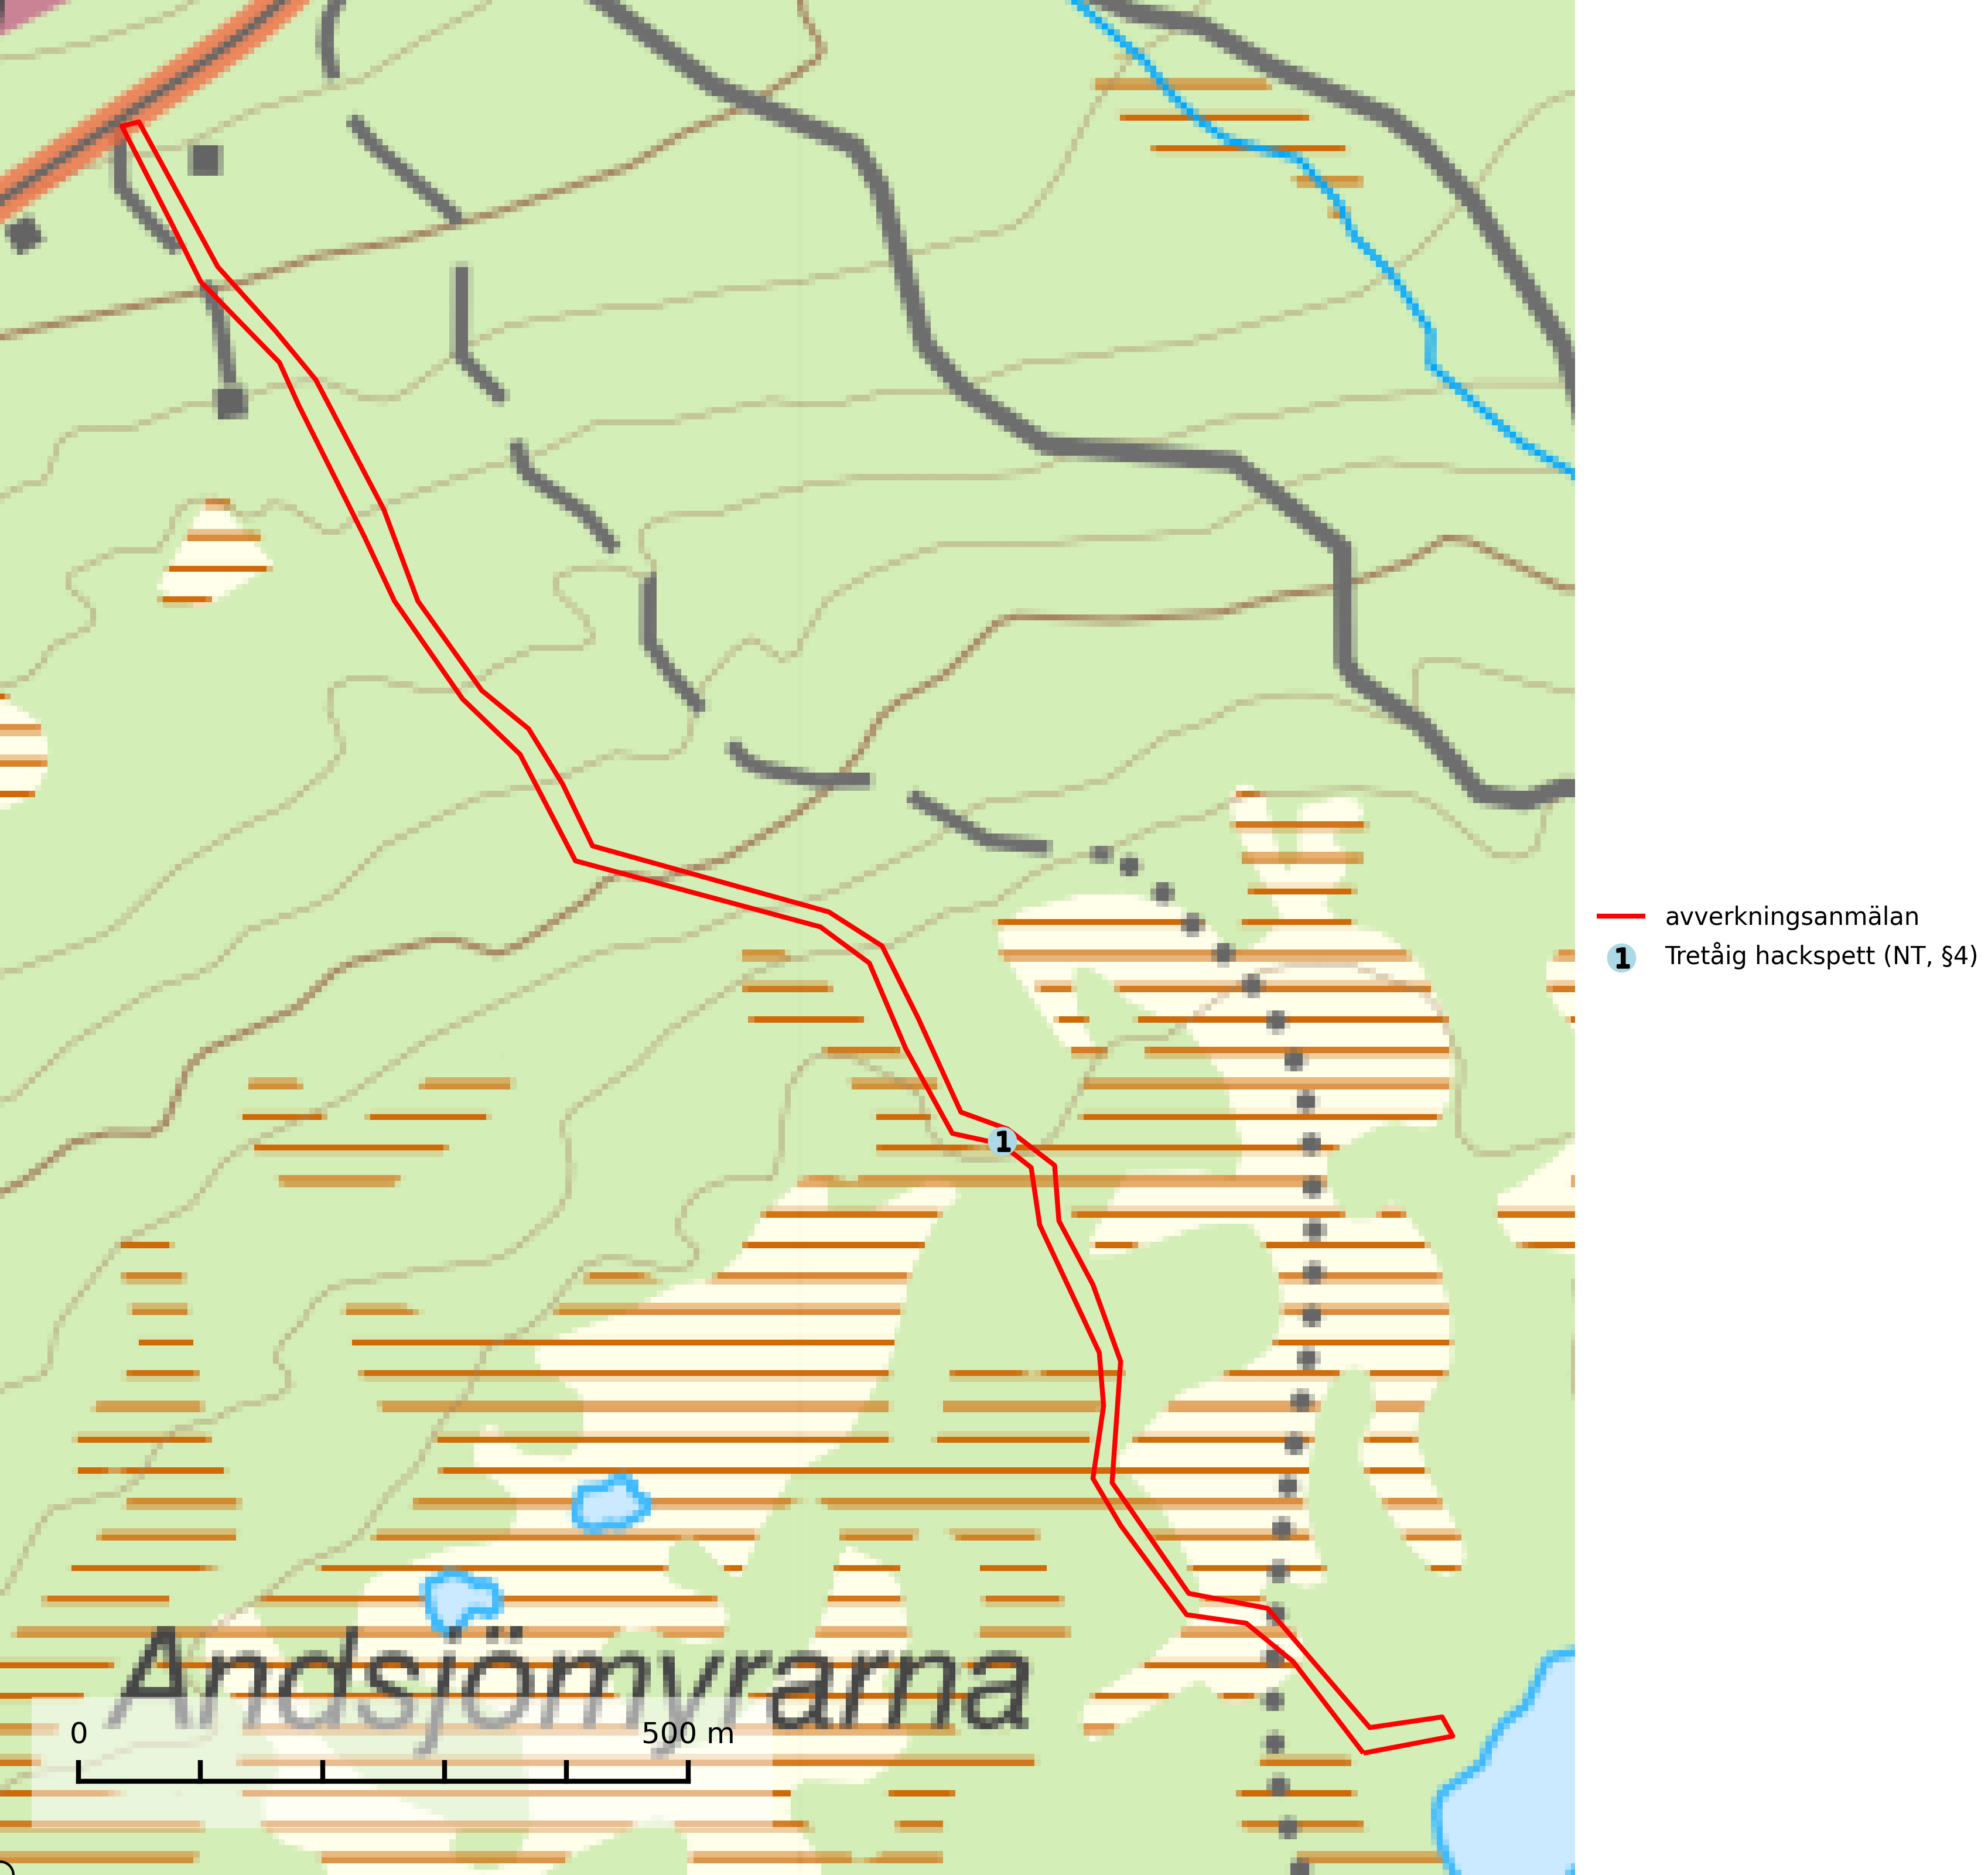 avverkningsanmälan
1 Tretåig hackspett (NT, §4)
1
Andsjömyrarna
0 500 m